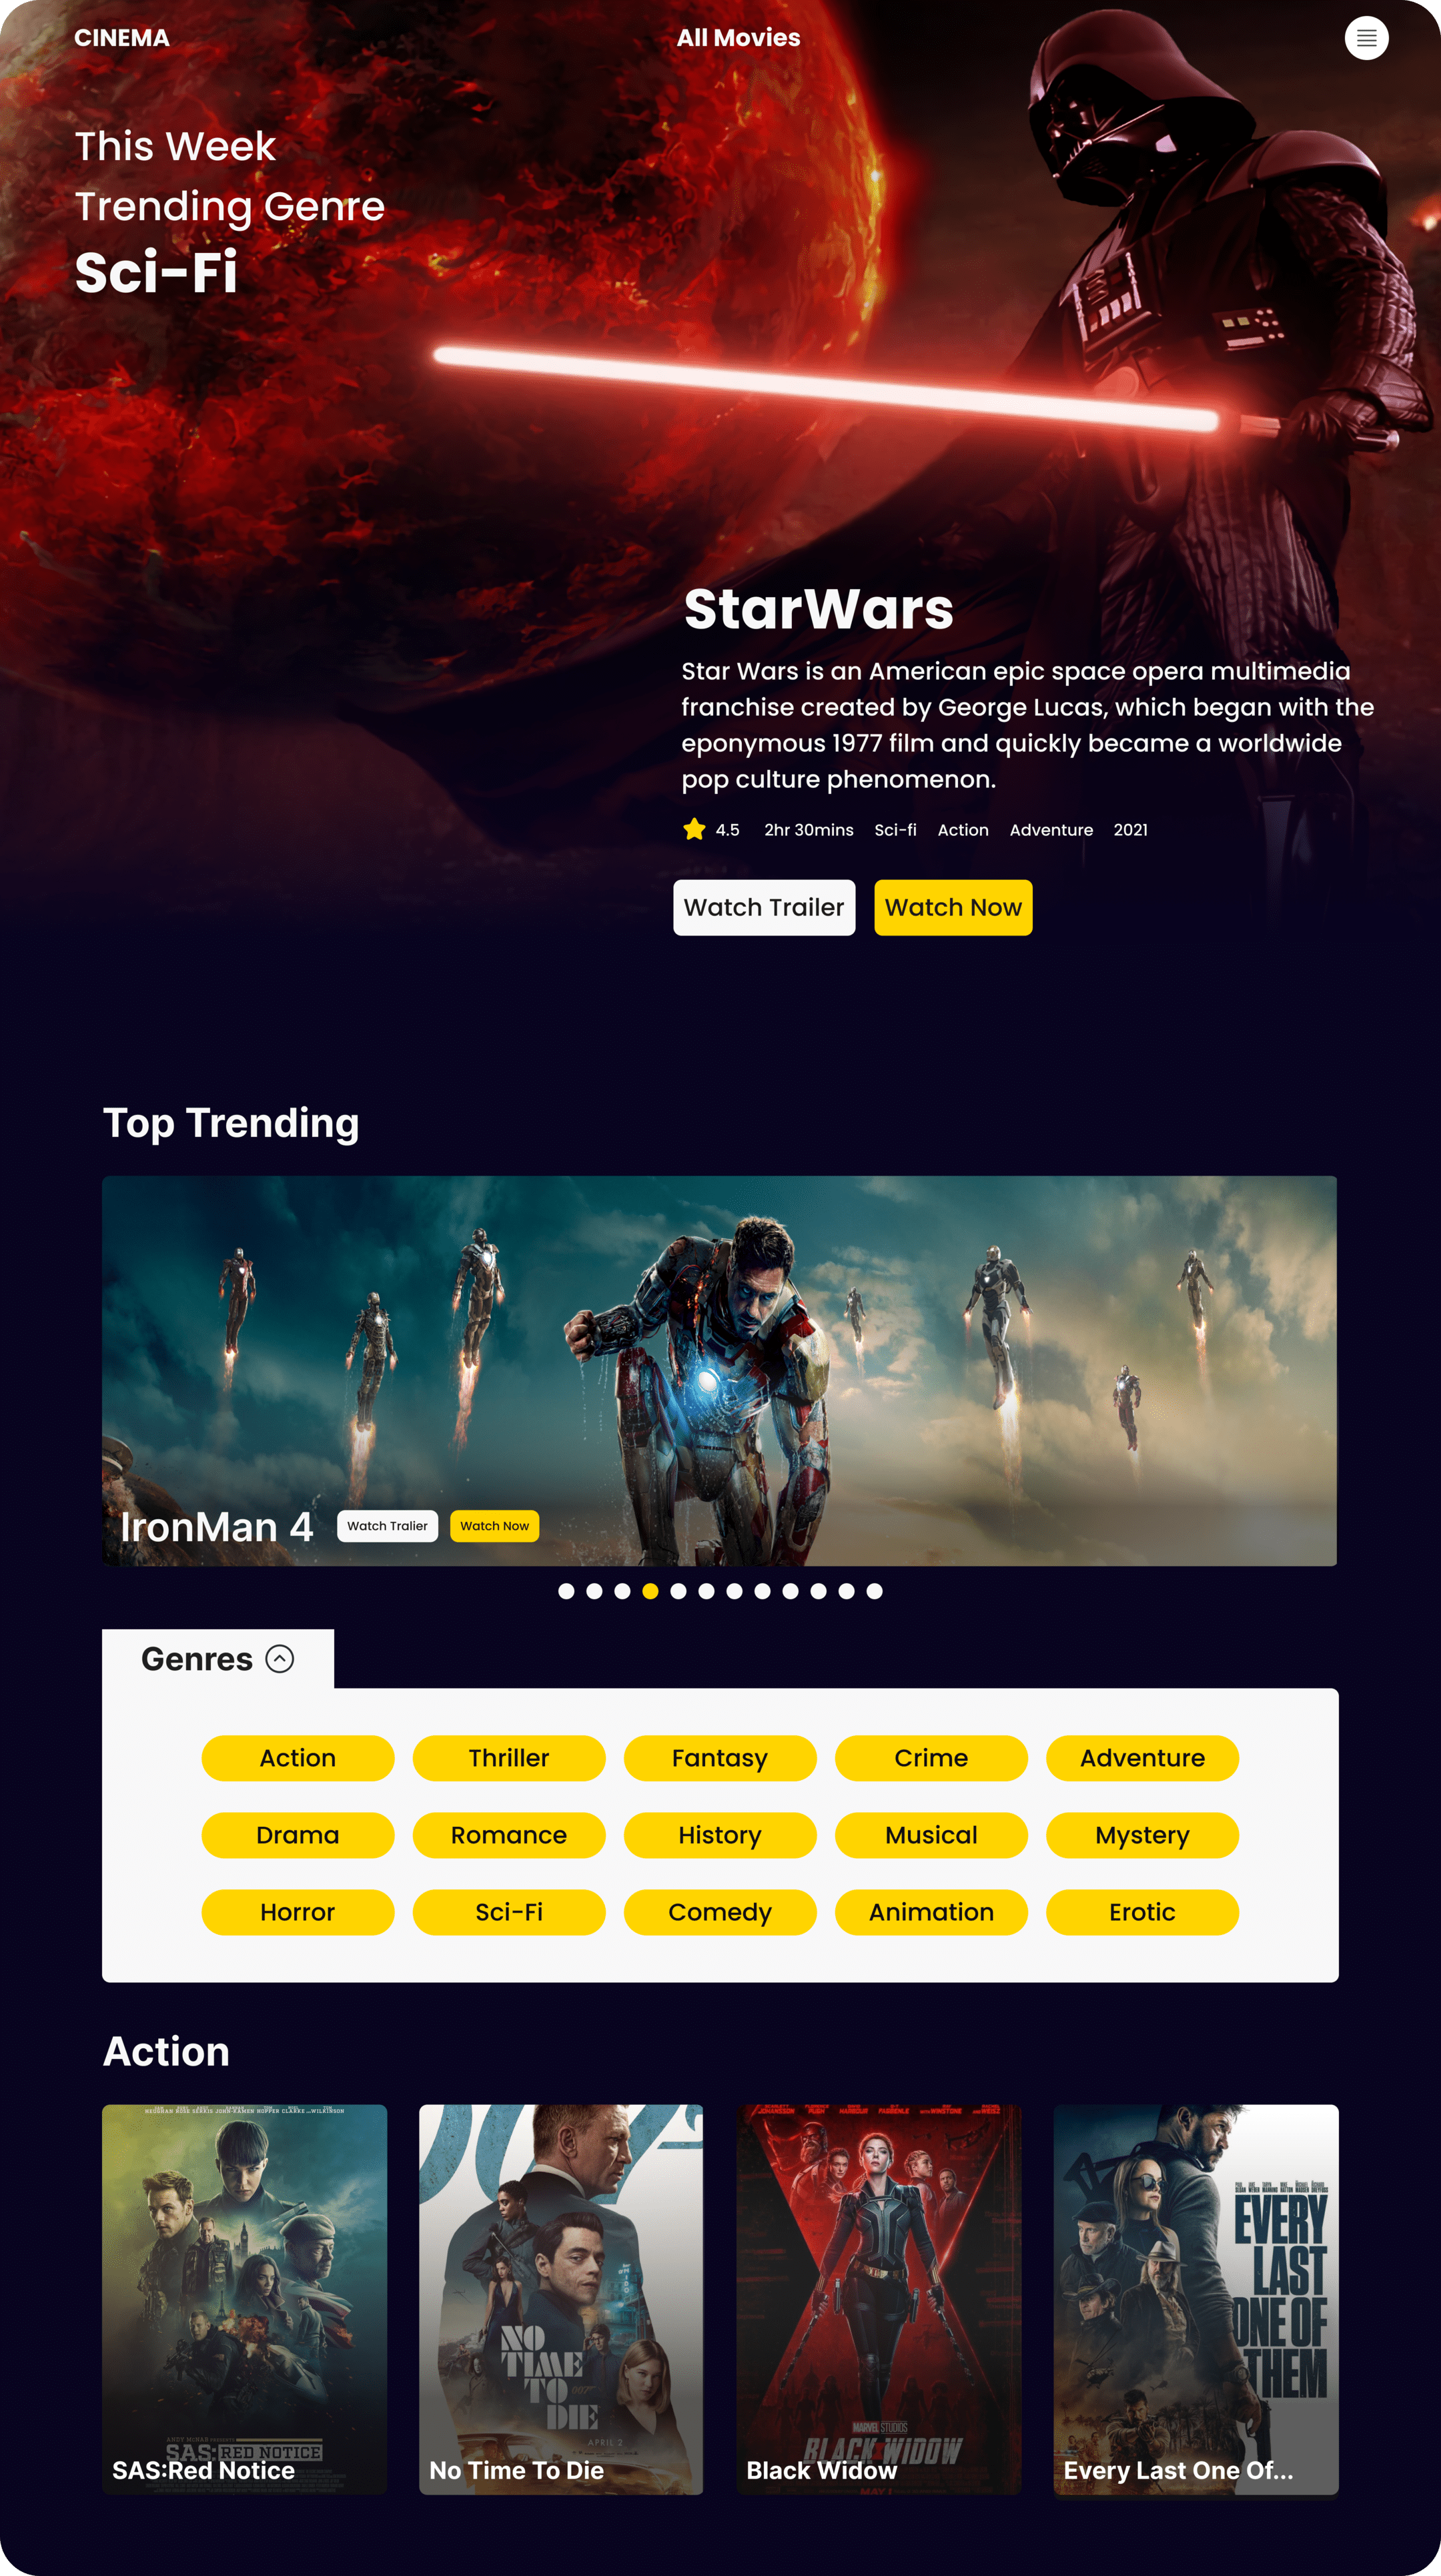 CINEMA
All Movies
This Week
Trending Genre
Sci-Fi
StarWars
Star Wars is an American epic space opera multimedia
franchise created by George Lucas, which began with the
eponymous 1977 film and quickly became a worldwide
pop culture phenomenon.
4.5 2hr 30mins Sci-fi Action Adventure 2021
Watch Trailer Watch Now
Top Trending
IronMan 4 Watch Tralier Watch Now
Genres
Action Thriller Fantasy Crime Adventure
Drama Romance History Musical Mystery
Horror Sci-Fi Comedy Animation Erotic
Action
SAS:RED NOTICE
SAS:Red Notice
007
NO
TIME
TO
DIE
007
APRIL 2
No Time To Die
MARVEL STUDIOS
BLACK WIDOW
MAY 1
Black Widow
EVERY
LAST
ONE OF
THEM
Every Last One Of...